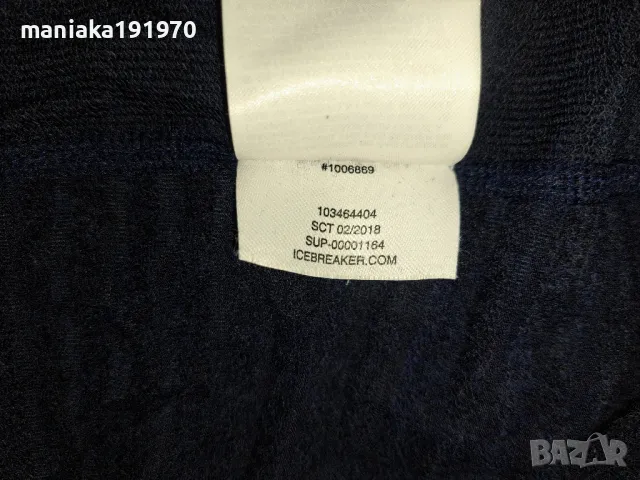 maniaka191970
#1006869
103464404
SCT 02/2018
SUP-00001164
ICEBREAKER.COM
BAZAR